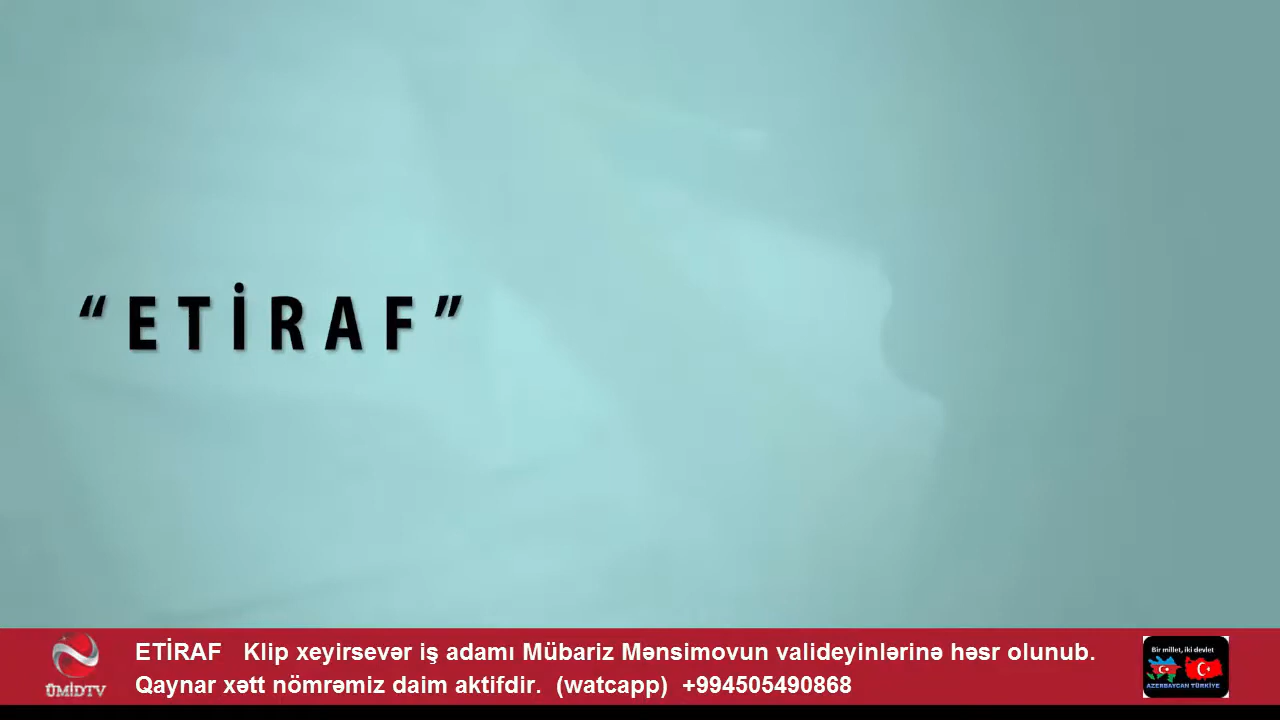 “ETİRAF”
ETİRAF Klip xeyirsevər iş adamı Mübariz Mənsimovun valideyinlərinə həsr olunub.
Qaynar xətt nömrəmiz daim aktifdir. (watcapp) +994505490868
ÜMİDTV
Bir millet, iki devlet
AZERBAYCAN TÜRKİYE